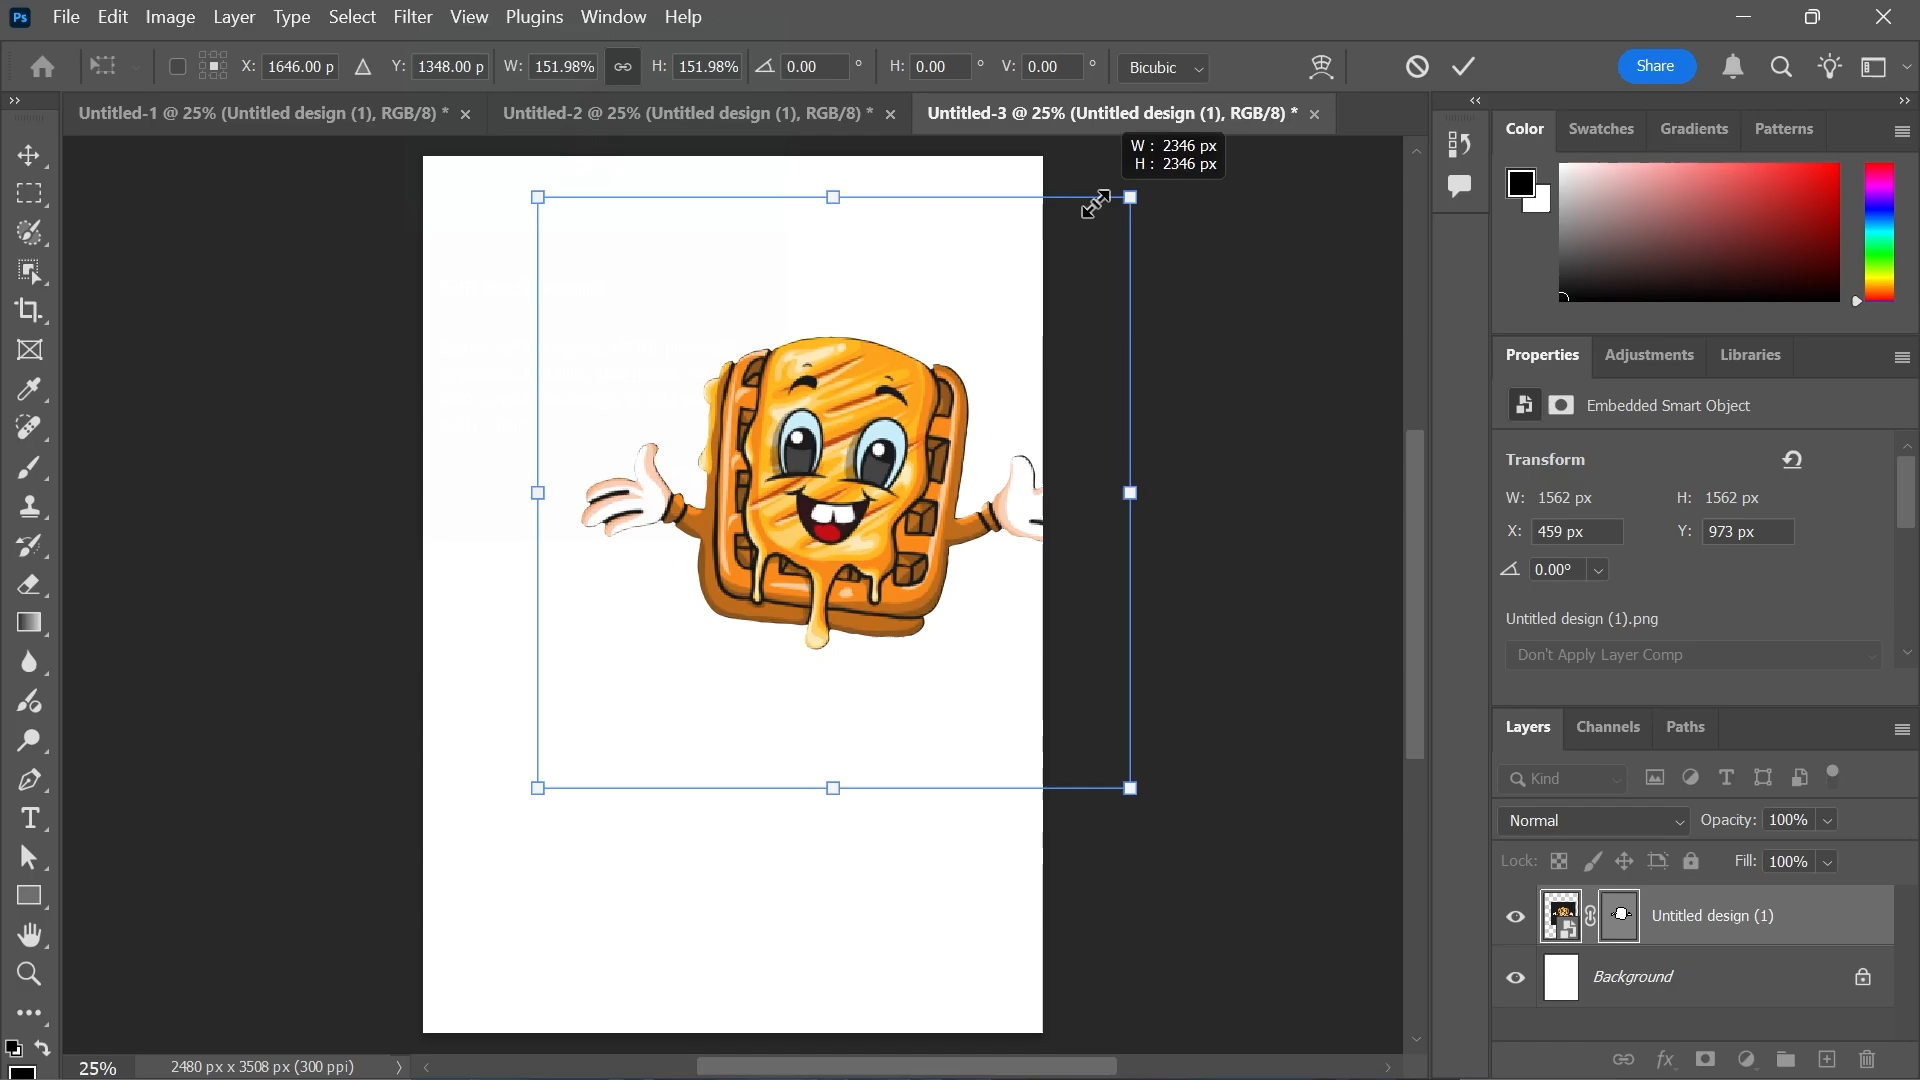 Ps File Edit Image Layer Type Select Filter View Plugins Window Help
X: 1646.00 p Y: 1348.00 p W: 151.98% H: 151.98% 0.00 ° H: 0.00 ° V: 0.00 ° Bicubic Share
Untitled-1 @ 25% (Untitled design (1), RGB/8) * Untitled-2 @ 25% (Untitled design (1), RGB/8) * Untitled-3 @ 25% (Untitled design (1), RGB/8) *
W : 2346 px
H : 2346 px
Color Swatches Gradients Patterns
Properties Adjustments Libraries
Embedded Smart Object
Transform
W: 1562 px H: 1562 px
X: 459 px Y: 973 px
0.00°
Untitled design (1).png
Don't Apply Layer Comp
Layers Channels Paths
Kind
Normal Opacity: 100%
Lock: Fill: 100%
Untitled design (1)
Background
fx
25% 2480 px x 3508 px (300 ppi)